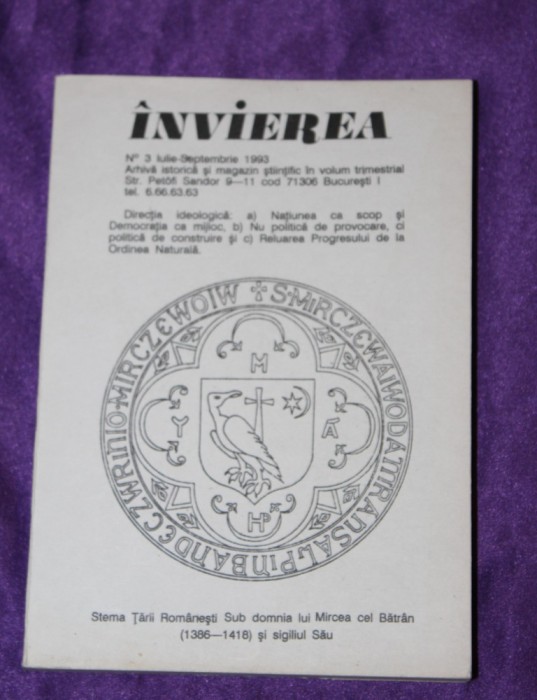 ÎNVIEREA
Nº 3 Iulie-Septembrie 1993
Arhivă istorică și magazin științific în volum trimestrial
Str. Petöfi Sandor 9—11 cod 71306 București I
tel. 6.66.63.63
Direcția ideologică: a) Națiunea ca scop și
Democrația ca mijloc, b) Nu politică de provocare, ci
politică de construire și c) Reluarea Progresului de la
Ordinea Naturală.
+ S·MIRCZEWAIWODATRANSALPINBANDECZWRINIO·MIRCZEWOIW
M
Y
A
H
Stema Țării Românești Sub domnia lui Mircea cel Bătrân
(1386—1418) și sigiliul Său